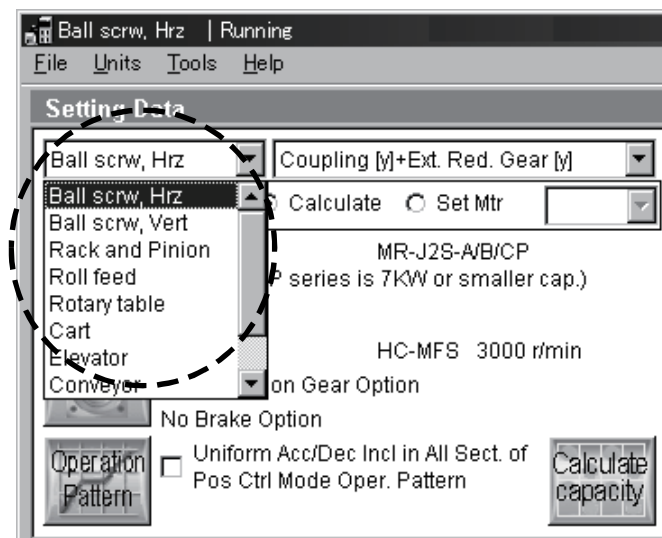 Ball scrw, Hrz | Running
File Units Tools Help
Setting Data
Ball scrw, Hrz Coupling [y]+Ext. Red. Gear [y]
Ball scrw, Hrz Calculate Set Mtr
Ball scrw, Vert
Rack and Pinion MR-J2S-A/B/CP
Roll feed P series is 7KW or smaller cap.)
Rotary table
Cart
Elevator HC-MFS 3000 r/min
Conveyor on Gear Option
No Brake Option
Operation Pattern
Uniform Acc/Dec Incl in All Sect. of
Pos Ctrl Mode Oper. Pattern
Calculate
capacity